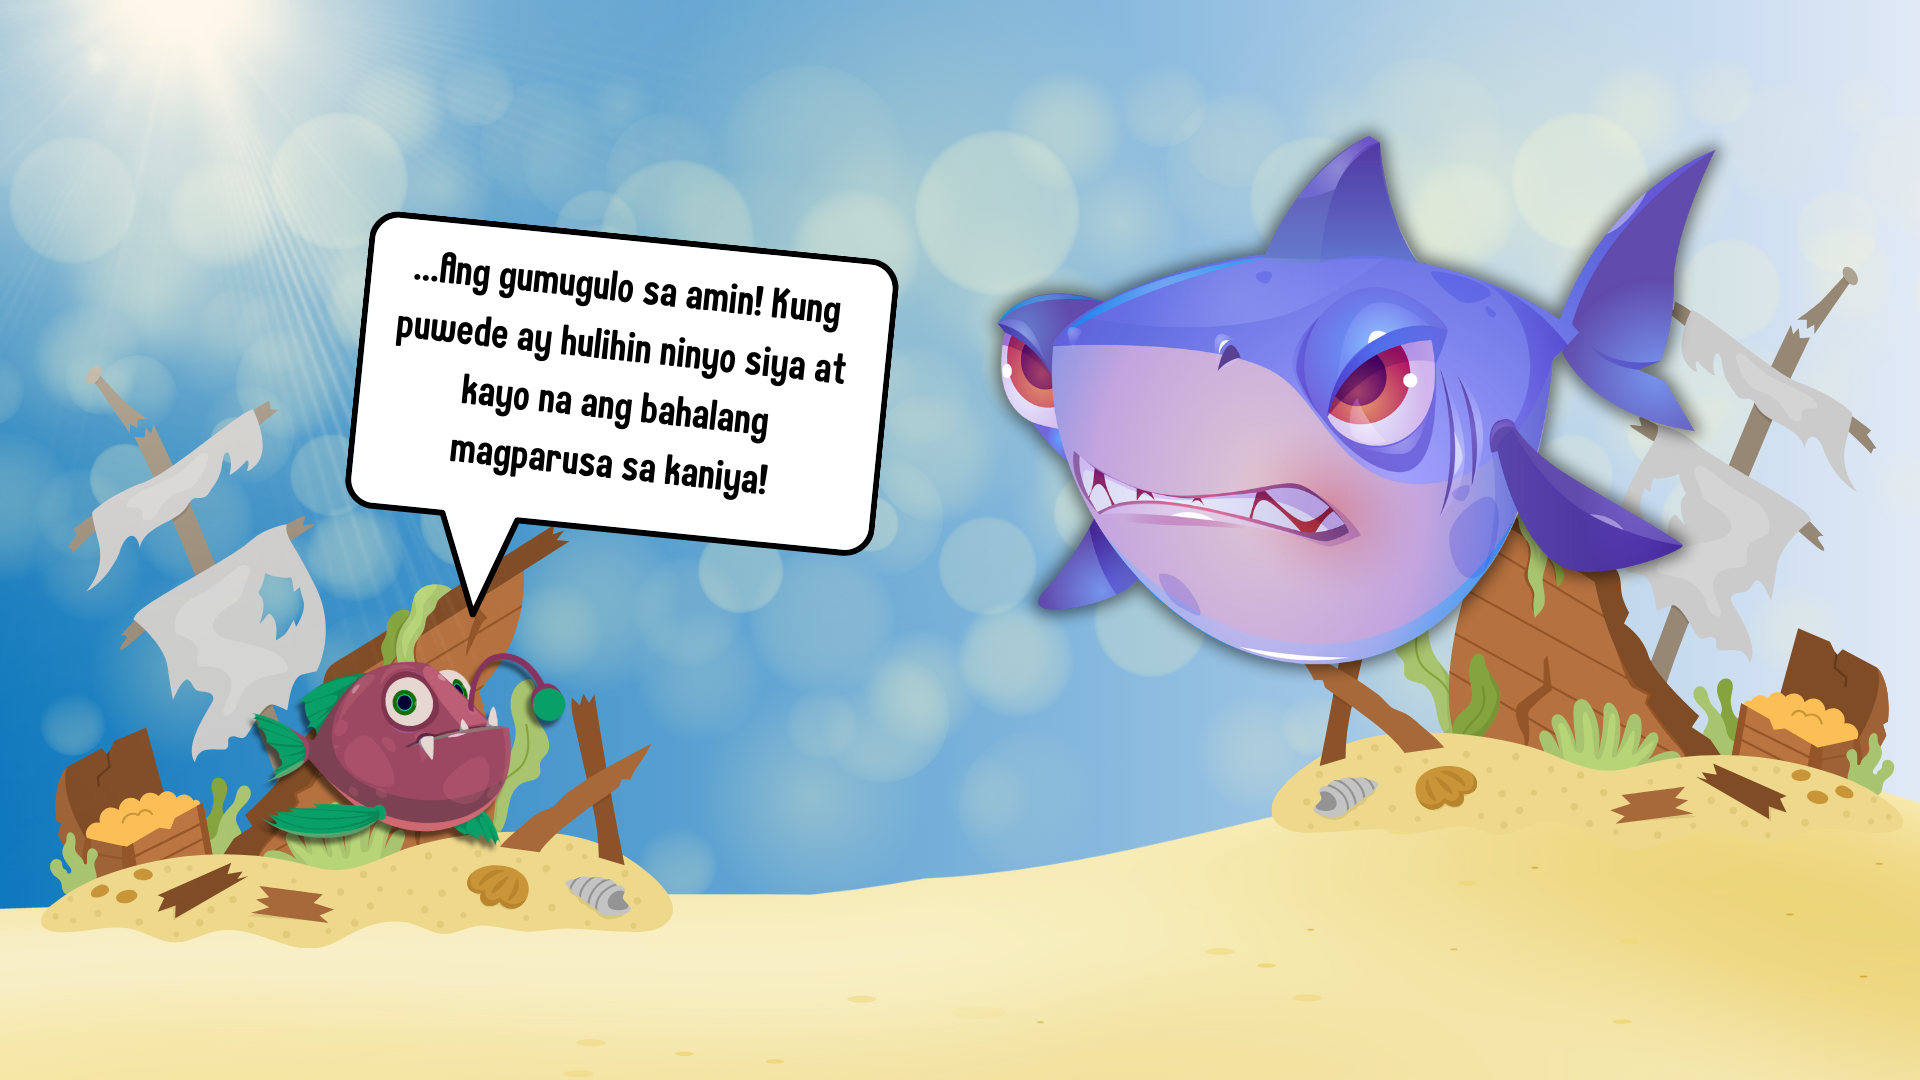 ...Ang gumugulo sa amin! Kung
puwede ay hulihin ninyo siya at
kayo na ang bahalang
magparusa sa kaniya!